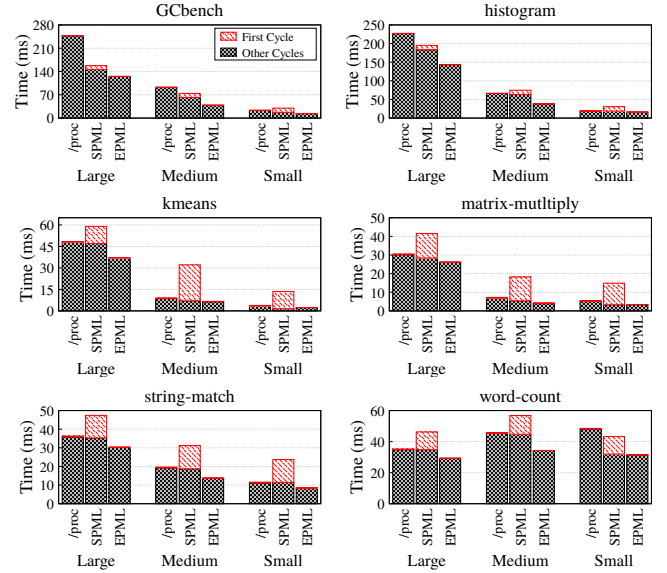 GCbench
Time (ms)
280
210
140
70
0
First Cycle
Other Cycles
/proc SPML EPML /proc SPML EPML /proc SPML EPML
Large Medium Small
histogram
Time (ms)
250
200
150
100
50
0
/proc SPML EPML /proc SPML EPML /proc SPML EPML
Large Medium Small
kmeans
Time (ms)
60
45
30
15
0
/proc SPML EPML /proc SPML EPML /proc SPML EPML
Large Medium Small
matrix-mutltiply
Time (ms)
50
40
30
20
10
0
/proc SPML EPML /proc SPML EPML /proc SPML EPML
Large Medium Small
string-match
Time (ms)
50
40
30
20
10
0
/proc SPML EPML /proc SPML EPML /proc SPML EPML
Large Medium Small
word-count
Time (ms)
60
40
20
0
/proc SPML EPML /proc SPML EPML /proc SPML EPML
Large Medium Small